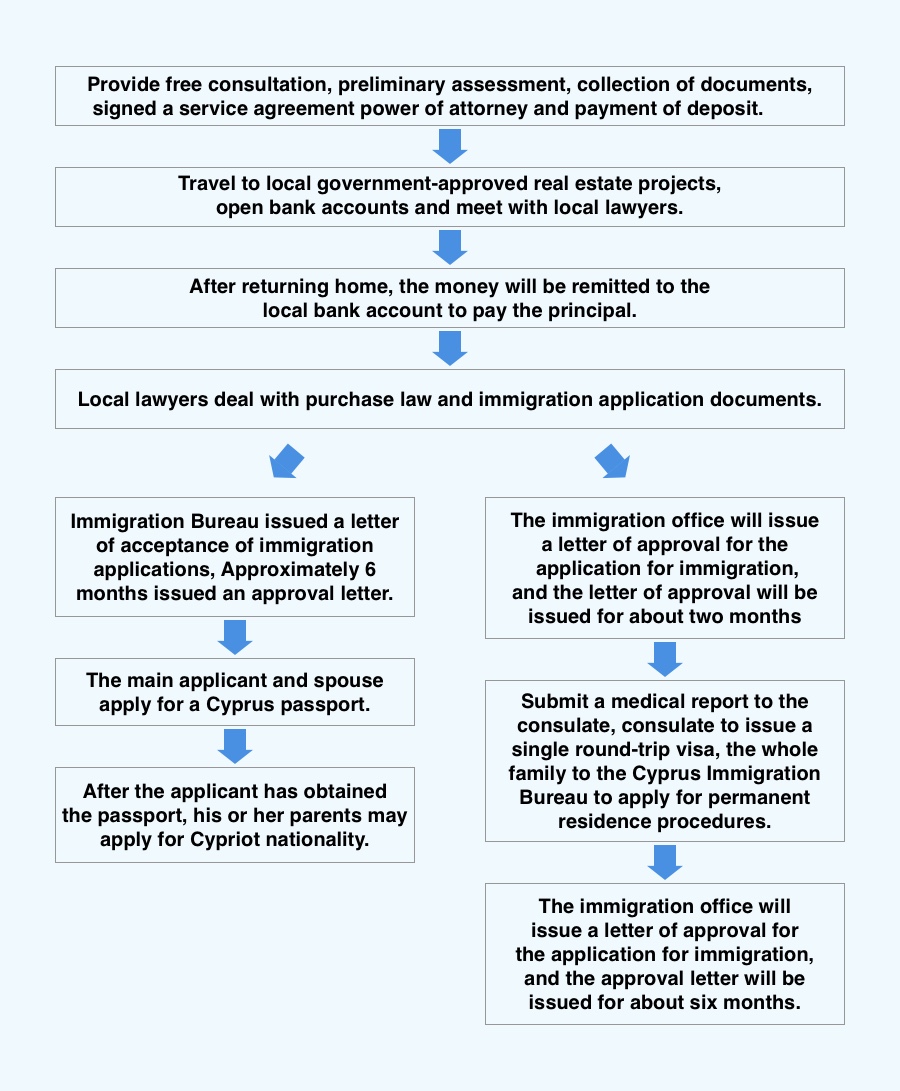 Provide free consultation, preliminary assessment, collection of documents,
signed a service agreement power of attorney and payment of deposit.
Travel to local government-approved real estate projects,
open bank accounts and meet with local lawyers.
After returning home, the money will be remitted to the
local bank account to pay the principal.
Local lawyers deal with purchase law and immigration application documents.
Immigration Bureau issued a letter
of acceptance of immigration
applications, Approximately 6
months issued an approval letter.
The main applicant and spouse
apply for a Cyprus passport.
After the applicant has obtained
the passport, his or her parents may
apply for Cypriot nationality.
The immigration office will issue
a letter of approval for the
application for immigration,
and the letter of approval will be
issued for about two months
Submit a medical report to the
consulate, consulate to issue a
single round-trip visa, the whole
family to the Cyprus Immigration
Bureau to apply for permanent
residence procedures.
The immigration office will
issue a letter of approval for
the application for immigration,
and the approval letter will be
issued for about six months.